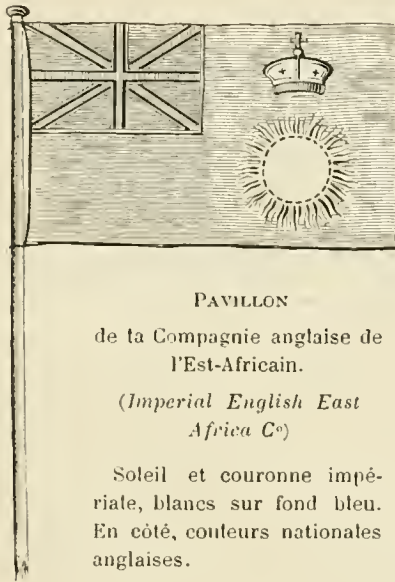 PAVILLON
de la Compagnie anglaise de
l'Est-Africain.
(Imperial English East
Africa Cº)
Soleil et couronne impé-
riale, blancs sur fond bleu.
En côté, couleurs nationales
anglaises.